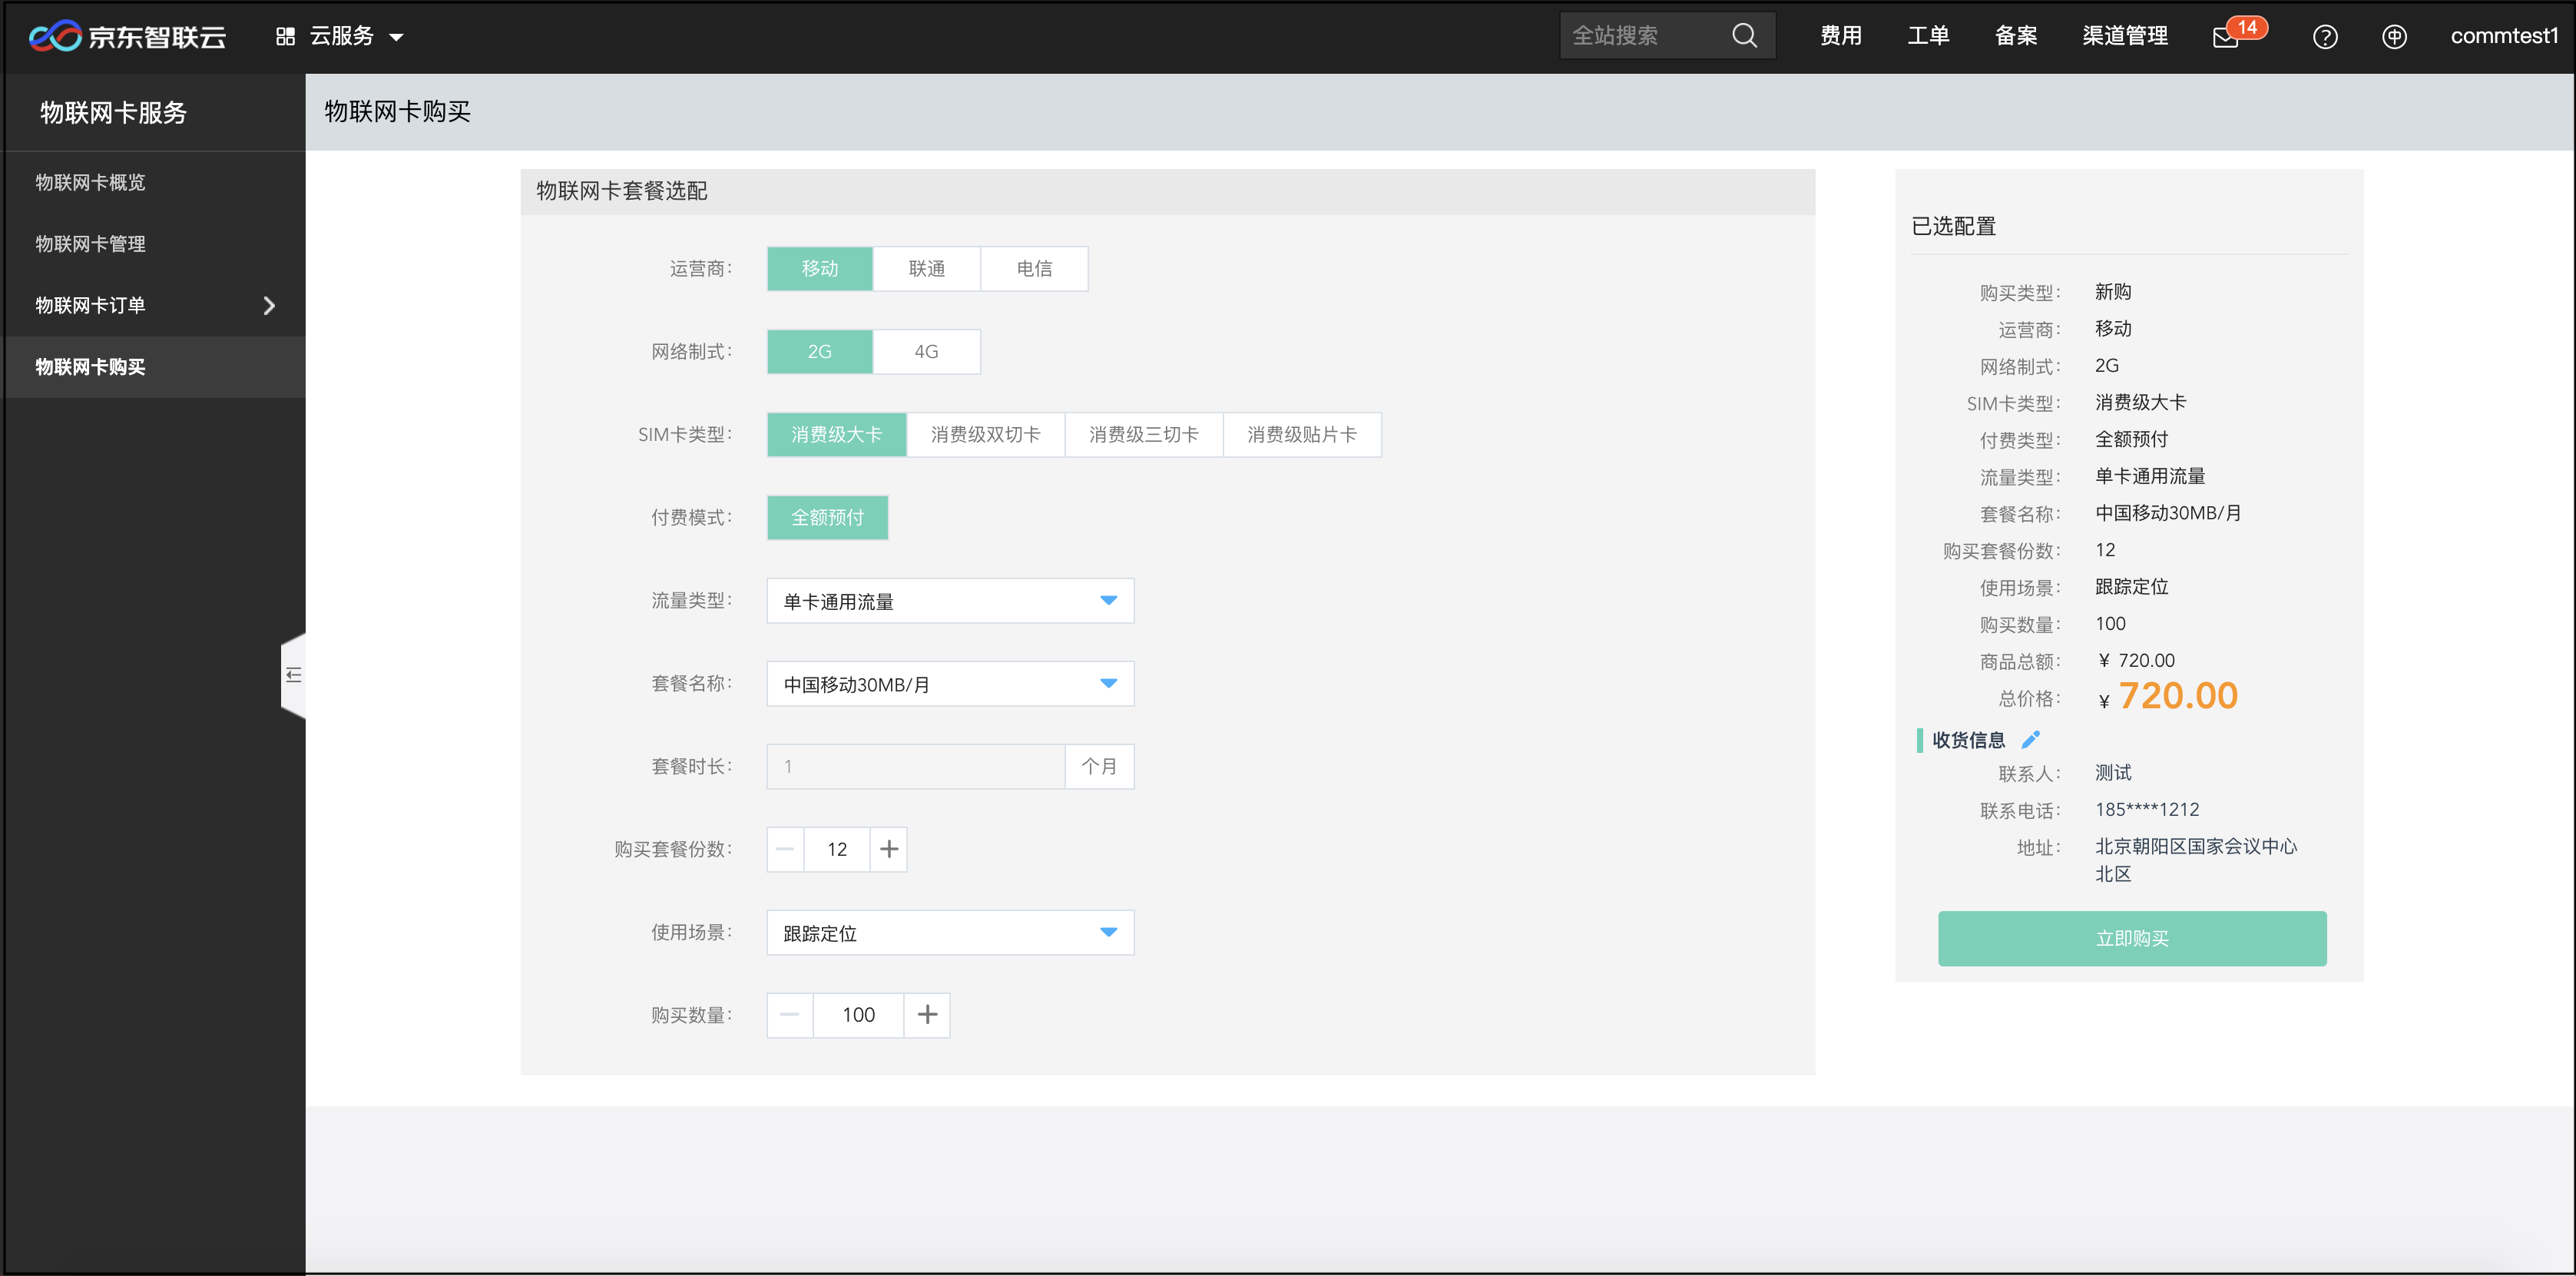 京东智联云 云服务 全站搜索 费用 工单 备案 渠道管理 14 commtest1
物联网卡服务
物联网卡概览
物联网卡管理
物联网卡订单
物联网卡购买
物联网卡购买
物联网卡套餐选配
运营商: 移动 联通 电信
网络制式: 2G 4G
SIM卡类型: 消费级大卡 消费级双切卡 消费级三切卡 消费级贴片卡
付费模式: 全额预付
流量类型: 单卡通用流量
套餐名称: 中国移动30MB/月
套餐时长: 1 个月
购买套餐份数: 12
使用场景: 跟踪定位
购买数量: 100
已选配置
购买类型: 新购
运营商: 移动
网络制式: 2G
SIM卡类型: 消费级大卡
付费类型: 全额预付
流量类型: 单卡通用流量
套餐名称: 中国移动30MB/月
购买套餐份数: 12
使用场景: 跟踪定位
购买数量: 100
商品总额: ¥ 720.00
总价格: ¥ 720.00
收货信息
联系人: 测试
联系电话: 185****1212
地址: 北京朝阳区国家会议中心
北区
立即购买